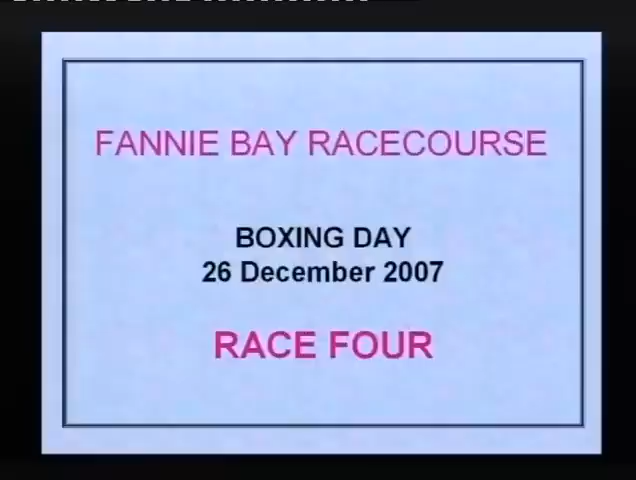 FANNIE BAY RACECOURSE
BOXING DAY
26 December 2007
RACE FOUR